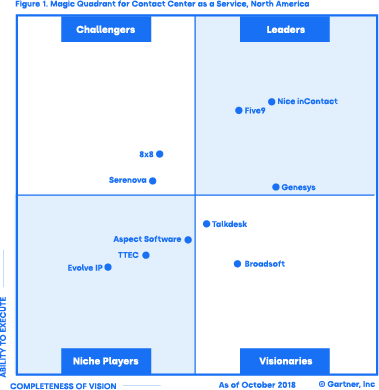 Figure 1. Magic Quadrant for Contact Center as a Service, North America
Challengers
Leaders
Nice inContact
Five9
8x8
Serenova
Genesys
Talkdesk
Aspect Software
TTEC
Evolve IP
Broadsoft
ABILITY TO EXECUTE
Niche Players
Visionaries
COMPLETENESS OF VISION
As of October 2018
© Gartner, Inc